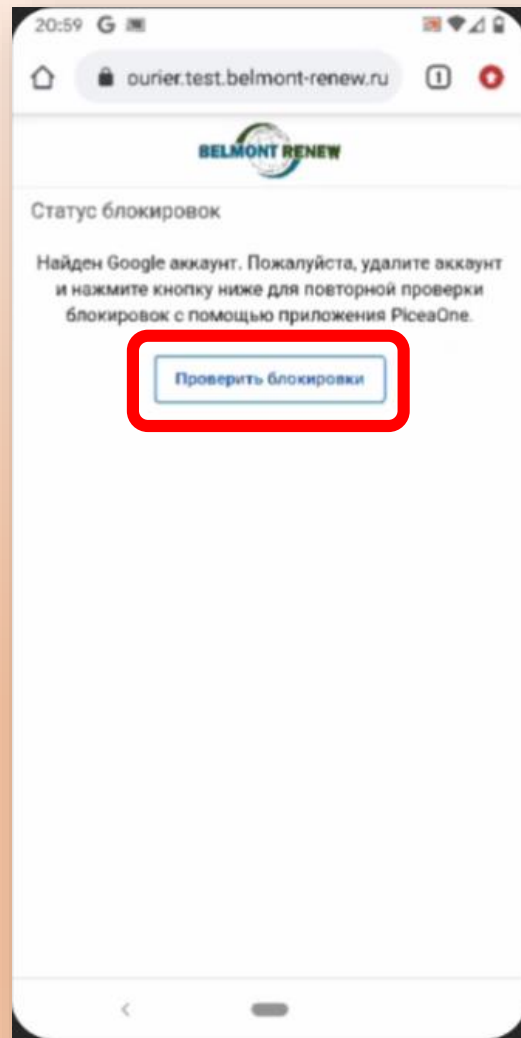 20:59 G
ourier.test.belmont-renew.ru 1
BELMONT RENEW
Статус блокировок
Найден Google аккаунт. Пожалуйста, удалите аккаунт
и нажмите кнопку ниже для повторной проверки
блокировок с помощью приложения PiceaOne.
Проверить блокировки